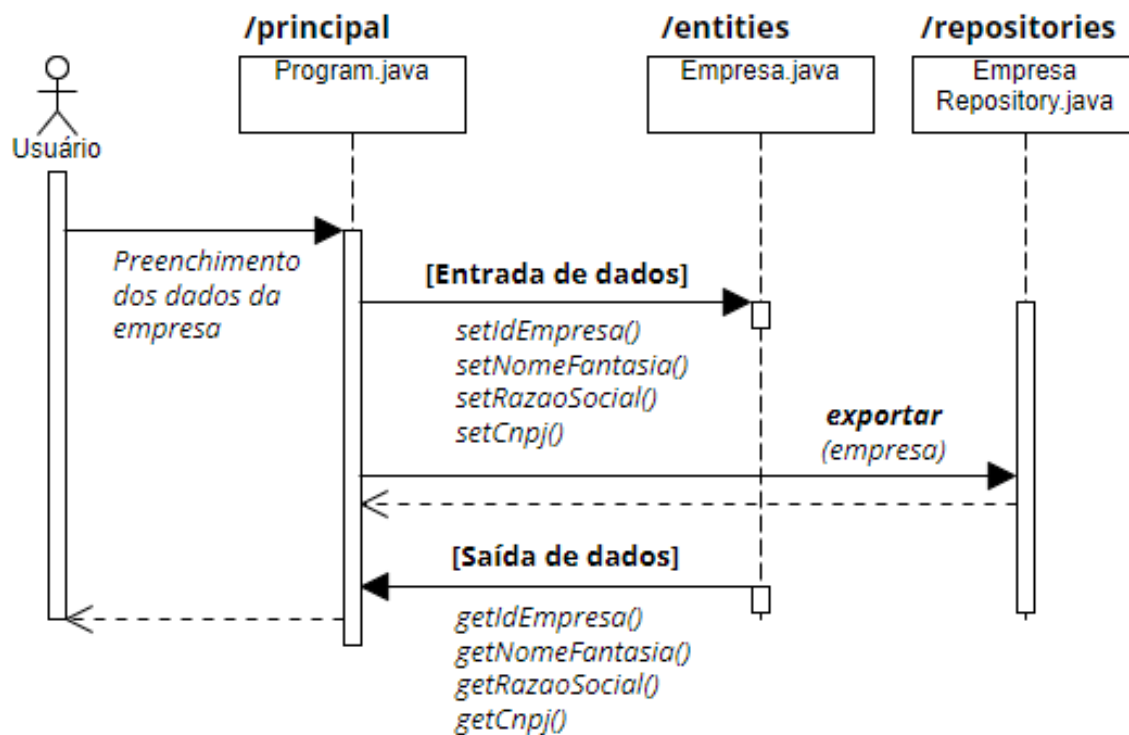 /principal
/entities
/repositories
Program.java
Empresa.java
Empresa
Repository.java
Usuário
Preenchimento
dos dados da
empresa
[Entrada de dados]
setIdEmpresa()
setNomeFantasia()
setRazaoSocial()
setCnpj()
exportar
(empresa)
[Saída de dados]
getIdEmpresa()
getNomeFantasia()
getRazaoSocial()
getCnpj()